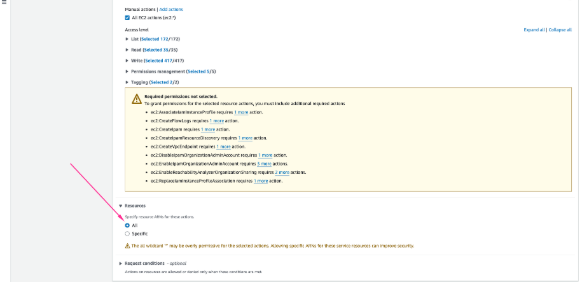 Manual actions | Add actions
All EC2 actions (ec2:*)
Access level
Expand all | Collapse all
List (Selected 172/172)
Read (Selected 35/35)
Write (Selected 417/417)
Permissions management (Selected 5/5)
Tagging (Selected 2/2)
Required permissions not selected.
To grant permissions for the selected resource actions, you must include additional required actions
ec2:AssociateIamInstanceProfile requires 1 more action.
ec2:CreateFlowLogs requires 1 more action.
ec2:CreateIpam requires 1 more action.
ec2:CreateIpamResourceDiscovery requires 1 more action.
ec2:CreateVpcEndpoint requires 1 more action.
ec2:DisableIpamOrganizationAdminAccount requires 1 more action.
ec2:EnableIpamOrganizationAdminAccount requires 5 more actions.
ec2:EnableReachabilityAnalyzerOrganizationSharing requires 2 more actions.
ec2:ReplaceIamInstanceProfileAssociation requires 1 more action.
Resources
Specify resource ARNs for these actions.
All
Specific
The all wildcard '*' may be overly permissive for the selected actions. Allowing specific ARNs for these service resources can improve security.
Request conditions - optional
Actions on resources are allowed or denied only when these conditions are met.